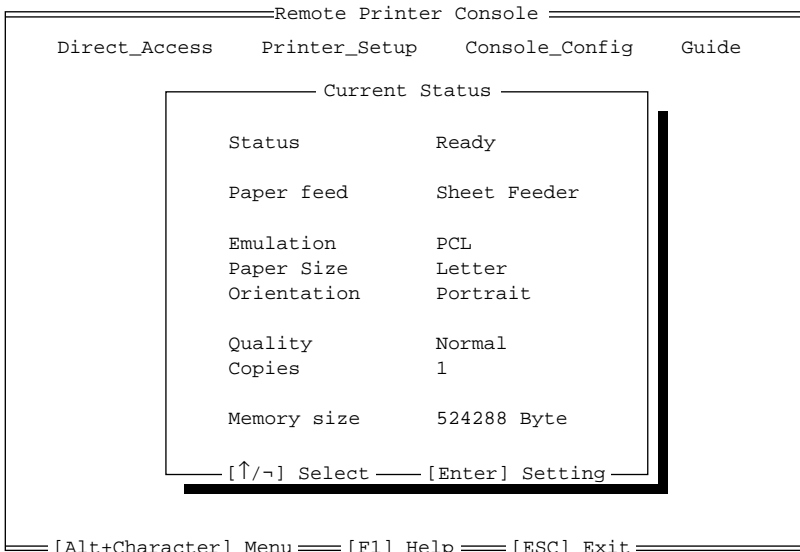 Remote Printer Console
Direct_Access Printer_Setup Console_Config Guide
Current Status
Status Ready
Paper feed Sheet Feeder
Emulation PCL
Paper Size Letter
Orientation Portrait
Quality Normal
Copies 1
Memory size 524288 Byte
[↑/¬] Select [Enter] Setting
[Alt+Character] Menu [F1] Help [ESC] Exit